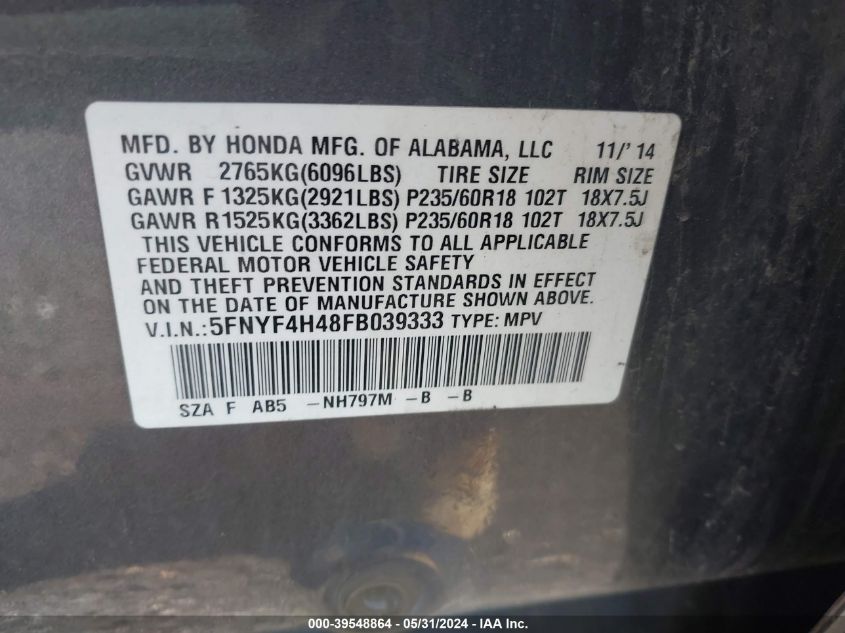 MFD. BY HONDA MFG. OF ALABAMA, LLC 11/'14
GVWR 2765KG(6096LBS) TIRE SIZE RIM SIZE
GAWR F 1325KG(2921LBS) P235/60R18 102T 18X7.5J
GAWR R 1525KG(3362LBS) P235/60R18 102T 18X7.5J
THIS VEHICLE CONFORMS TO ALL APPLICABLE
FEDERAL MOTOR VEHICLE SAFETY
AND THEFT PREVENTION STANDARDS IN EFFECT
ON THE DATE OF MANUFACTURE SHOWN ABOVE.
V.I.N.:5FNYF4H48FB039333 TYPE: MPV
SZA F AB5 -NH797M -B -B
000-39548864 - 05/31/2024 - IAA Inc.